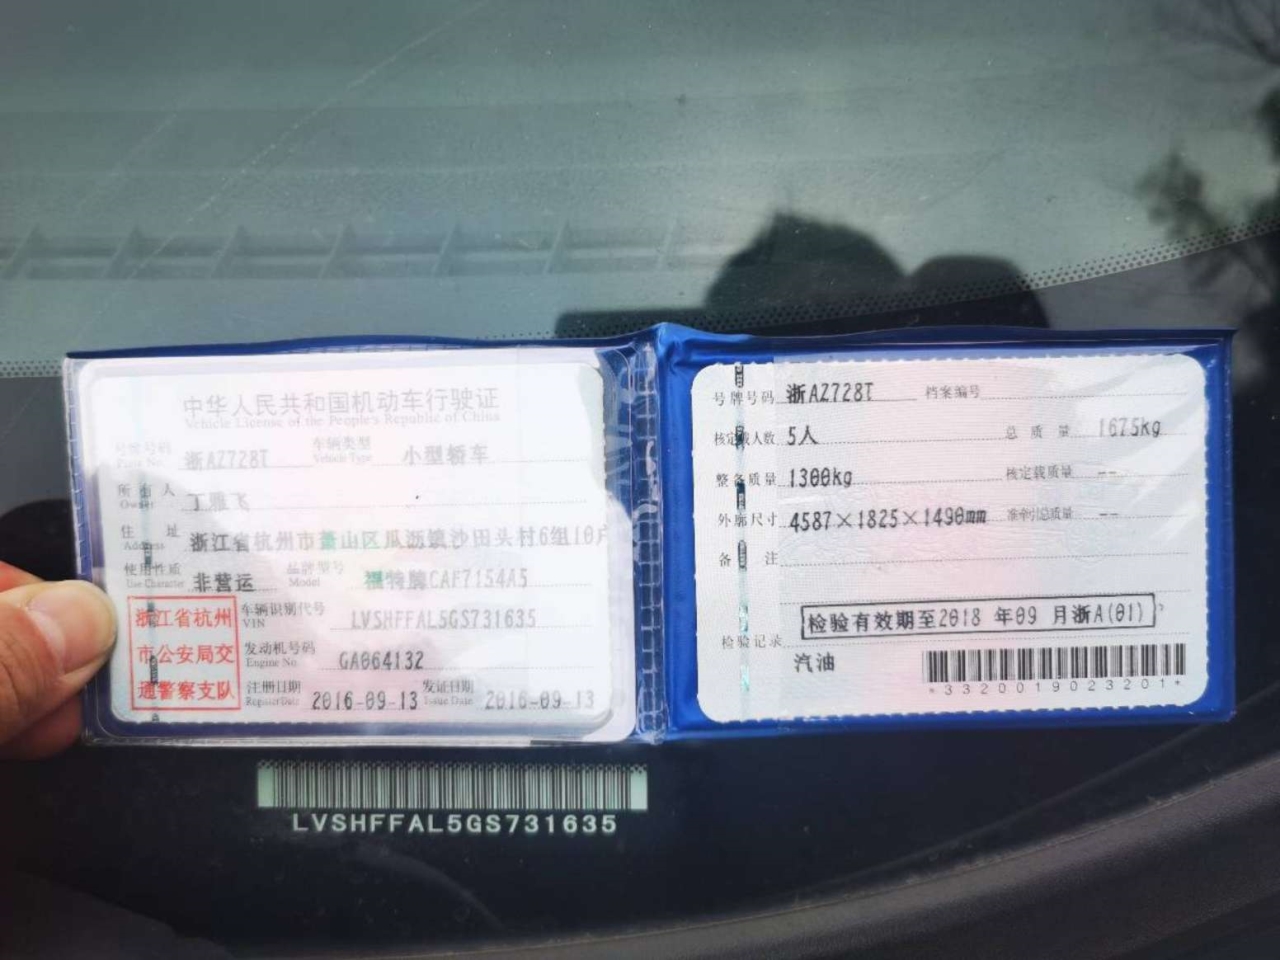 中华人民共和国机动车行驶证
Vehicle License of the People's Republic of China
号牌号码 浙AZ728T 车辆类型 小型轿车
Plate No. Vehicle Type
所有人 丁雅飞
Owner
住址 浙江省杭州市萧山区瓜沥镇沙田头村6组10户
Address
使用性质 非营运 品牌型号 福特牌CAF7154A5
Use Character Model
浙江省杭州
市公安局交
通警察支队
车辆识别代号 LVSHFFAL5GS731635
VIN
发动机号码 GA064132
Engine No.
注册日期 2016-09-13 发证日期 2016-09-13
Register Date Issue Date
号牌号码 浙AZ728T 档案编号
核定载人数 5人 总质量 1675kg
整备质量 1300kg 核定载质量 --
外廓尺寸 4587×1825×1490mm 准牵引总质量 --
备注
检验记录 检验有效期至2018年09月浙A(01)
汽油
*3320019023201*
LVSHFFAL5GS731635